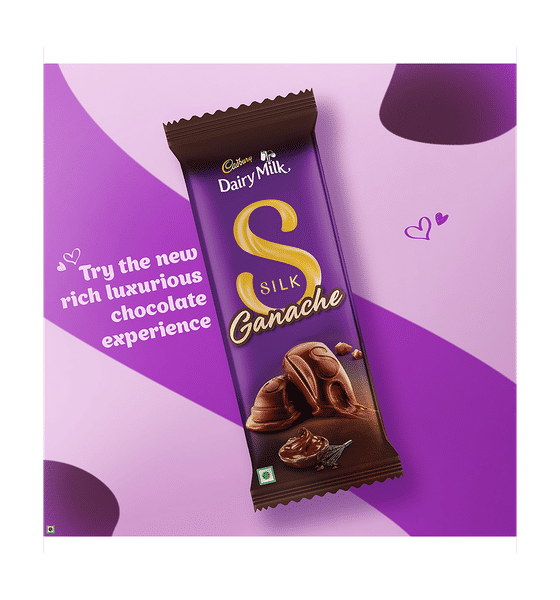 Cadbury
Dairy Milk
S
SILK
Ganache
Try the new
rich luxurious
chocolate
experience